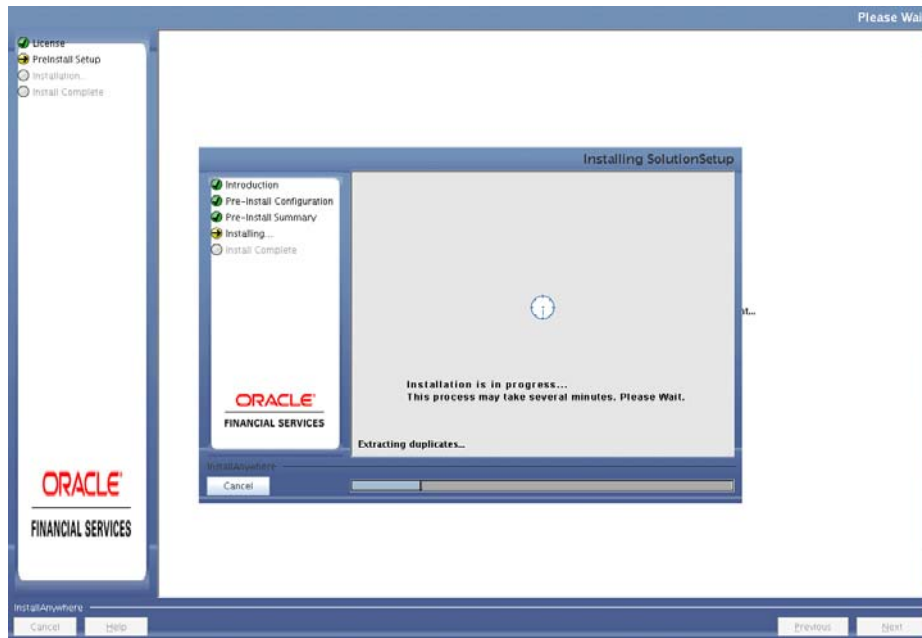 Please Wai
License
PreInstall Setup
Installation...
Install Complete
Installing SolutionSetup
Introduction
Pre-Install Configuration
Pre-Install Summary
Installing...
Install Complete
nt...
Installation is in progress...
This process may take several minutes. Please Wait.
ORACLE®
FINANCIAL SERVICES
Extracting duplicates...
InstallAnywhere
Cancel
ORACLE®
FINANCIAL SERVICES
InstallAnywhere
Cancel
Help
Previous
Next